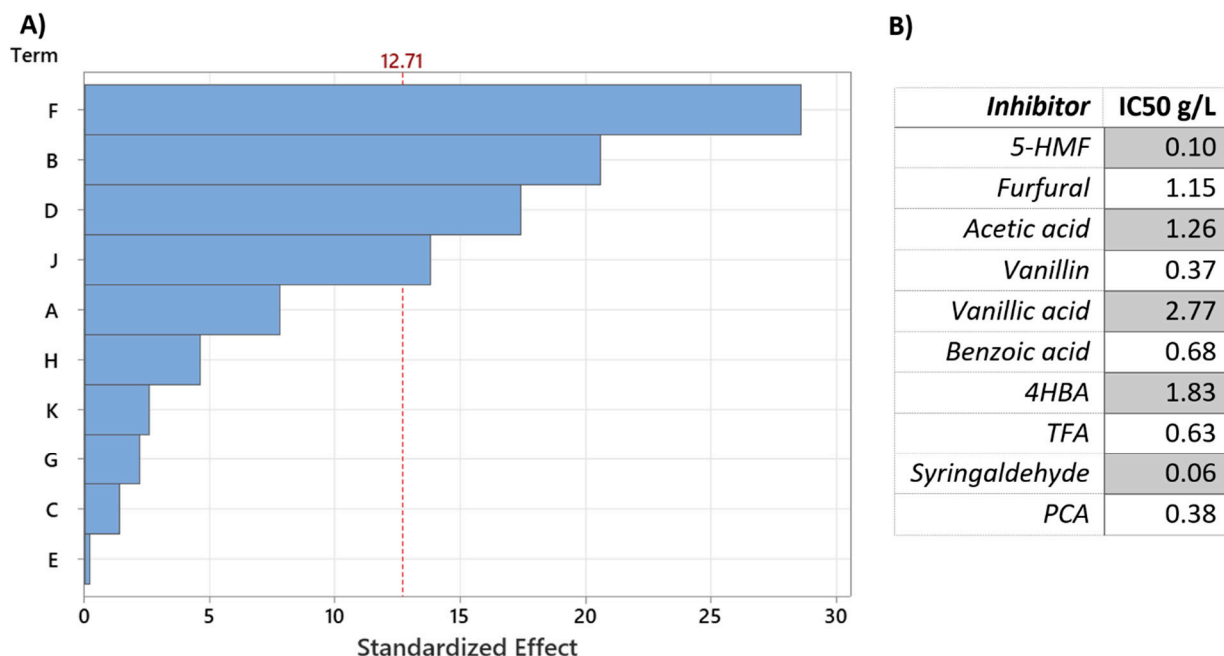 A)
Term
12.71
F
B
D
J
A
H
K
G
C
E
0 5 10 15 20 25 30
Standardized Effect
B)
Inhibitor IC50 g/L
5-HMF 0.10
Furfural 1.15
Acetic acid 1.26
Vanillin 0.37
Vanillic acid 2.77
Benzoic acid 0.68
4HBA 1.83
TFA 0.63
Syringaldehyde 0.06
PCA 0.38